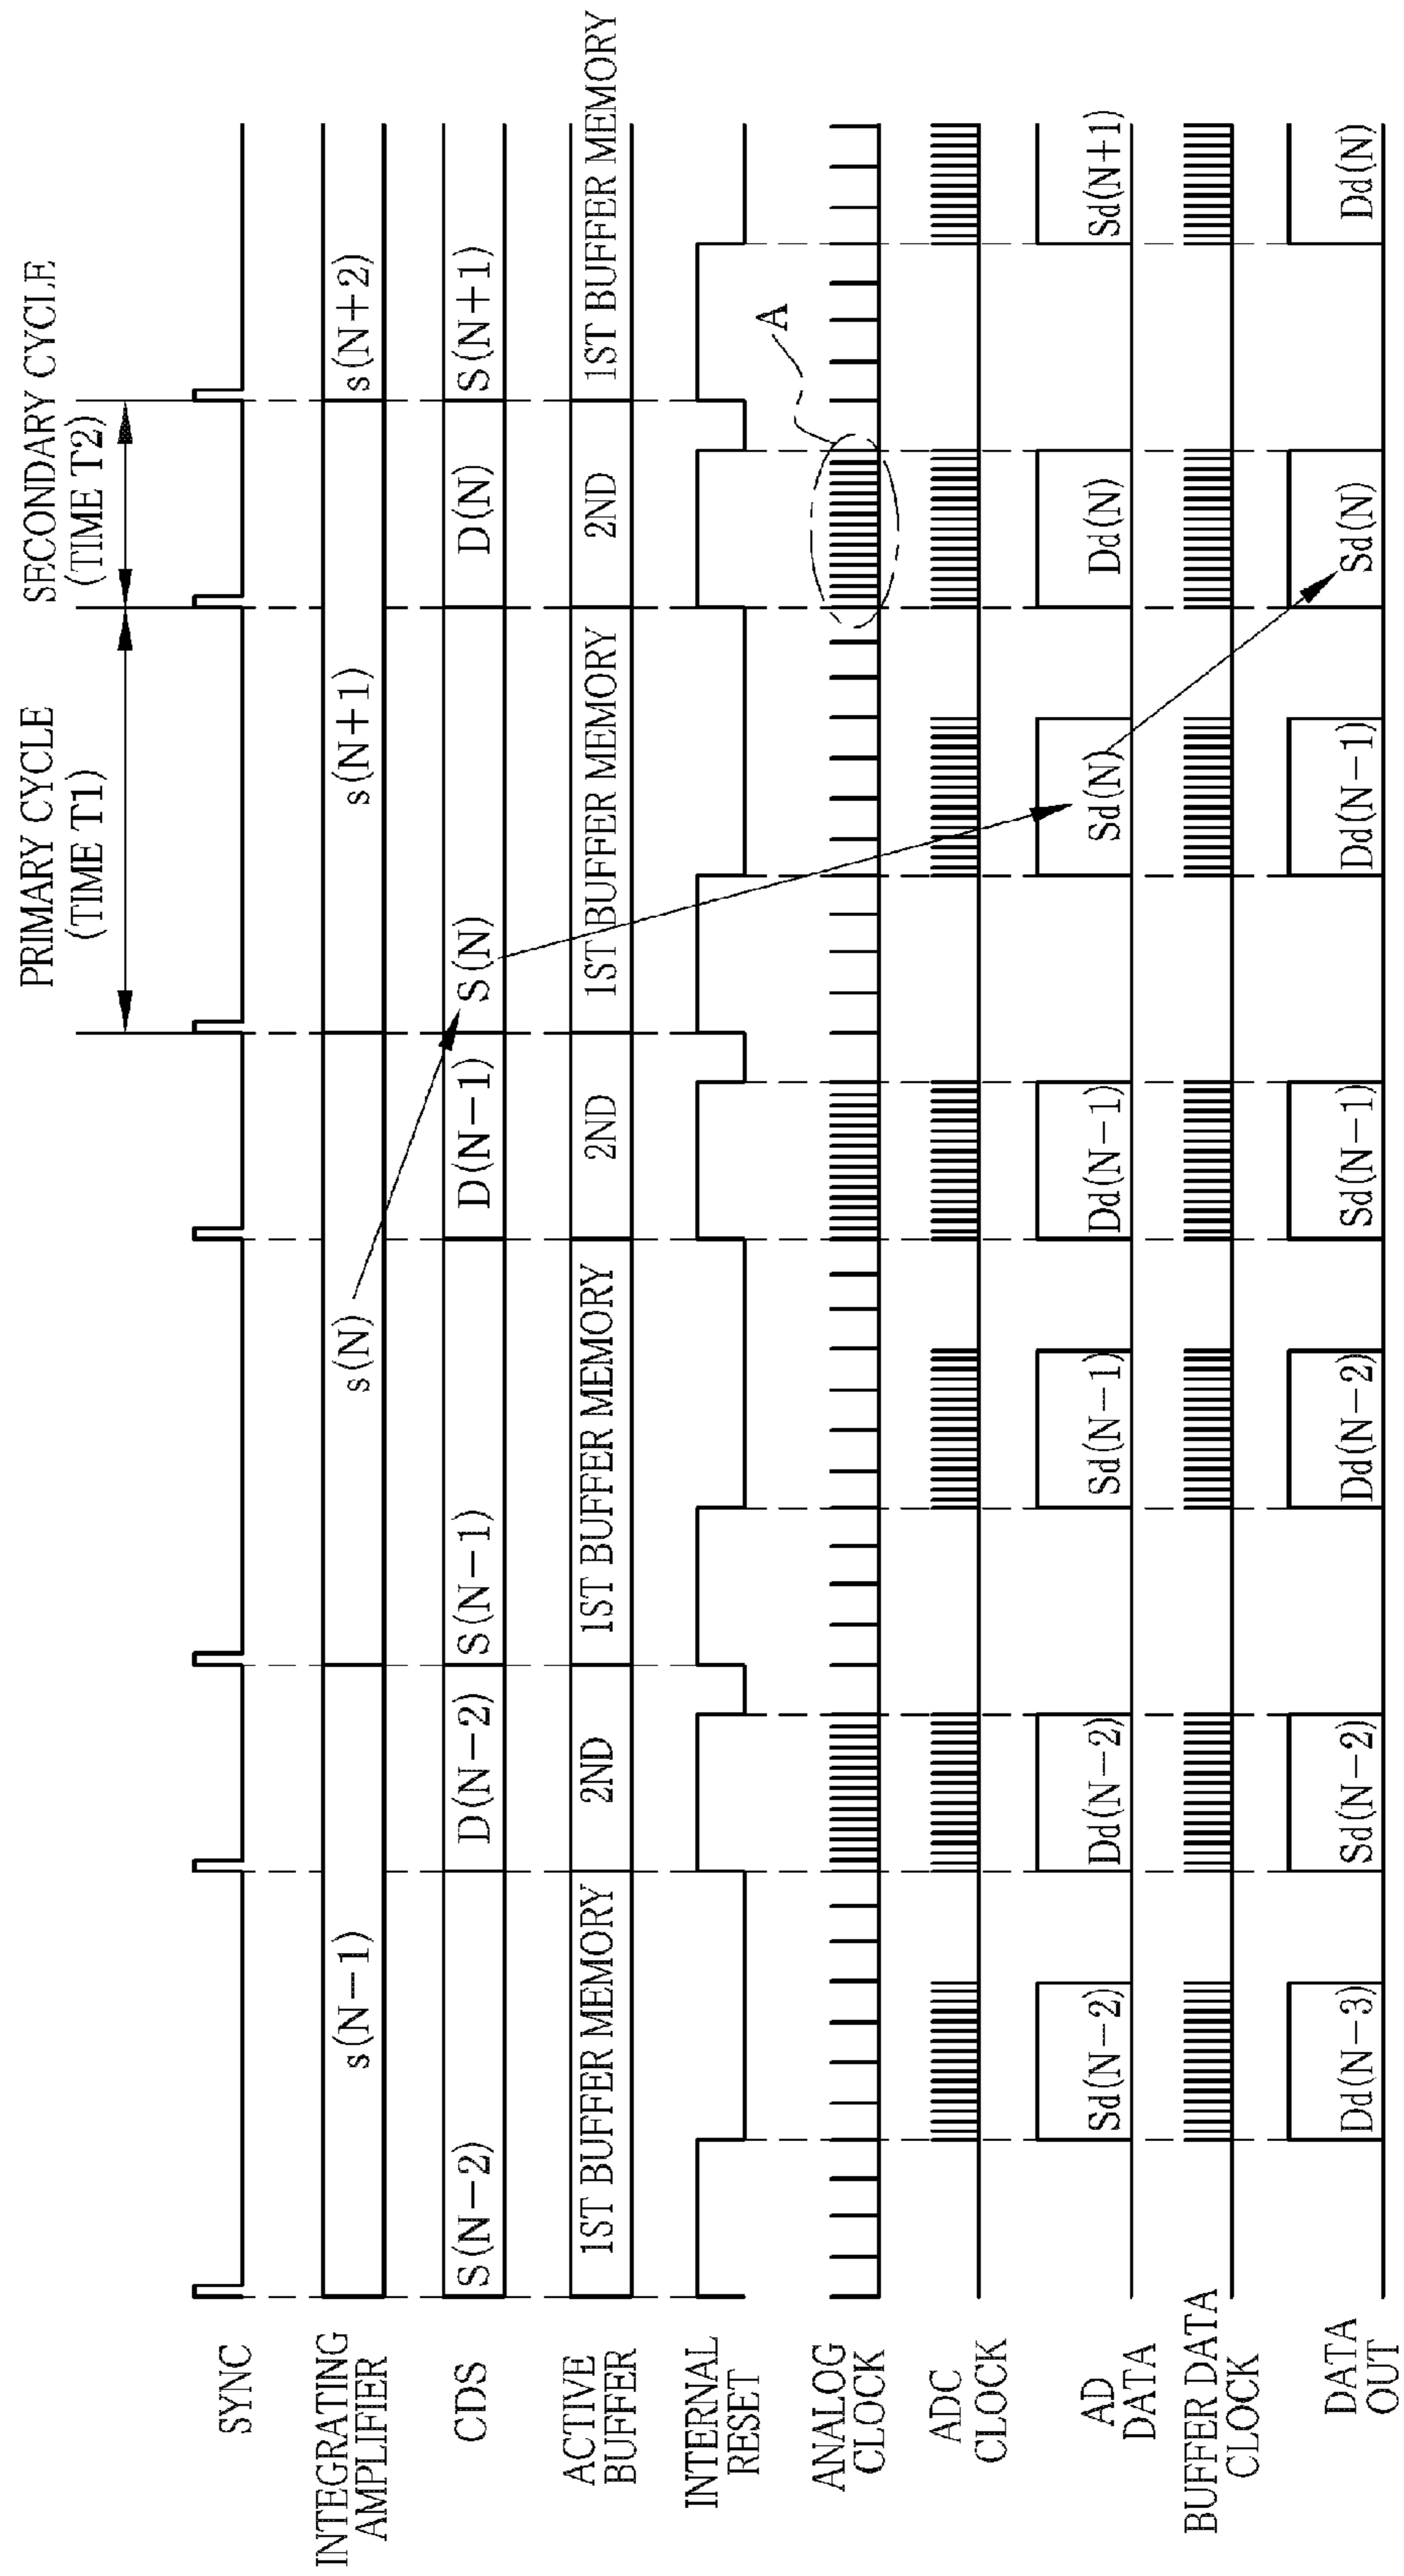 PRIMARY CYCLE
(TIME T1)
SECONDARY CYCLE
(TIME T2)
SYNC
INTEGRATING
AMPLIFIER
s(N−1)
s(N)
s(N+1)
s(N+2)
CDS
S(N−2)
D(N−2)
S(N−1)
D(N−1)
S(N)
D(N)
S(N+1)
ACTIVE
BUFFER
1ST BUFFER MEMORY
2ND
1ST BUFFER MEMORY
2ND
1ST BUFFER MEMORY
2ND
1ST BUFFER MEMORY
INTERNAL
RESET
A
ANALOG
CLOCK
ADC
CLOCK
AD
DATA
Sd(N−2)
Dd(N−2)
Sd(N−1)
Dd(N−1)
Sd(N)
Dd(N)
Sd(N+1)
BUFFER DATA
CLOCK
DATA
OUT
Dd(N−3)
Sd(N−2)
Dd(N−2)
Sd(N−1)
Dd(N−1)
Sd(N)
Dd(N)